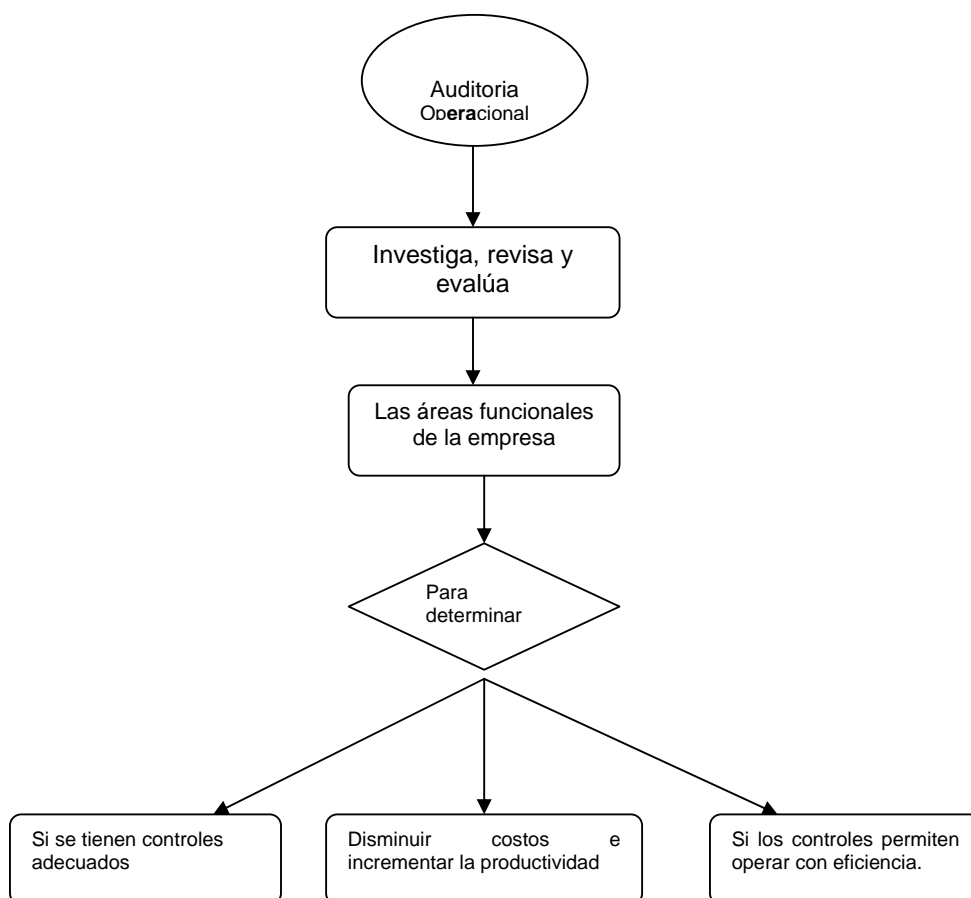 Auditoria
Operacional
Investiga, revisa y
evalúa
Las áreas funcionales
de la empresa
Para
determinar
Si se tienen controles
adecuados
Disminuir costos e
incrementar la productividad
Si los controles permiten
operar con eficiencia.